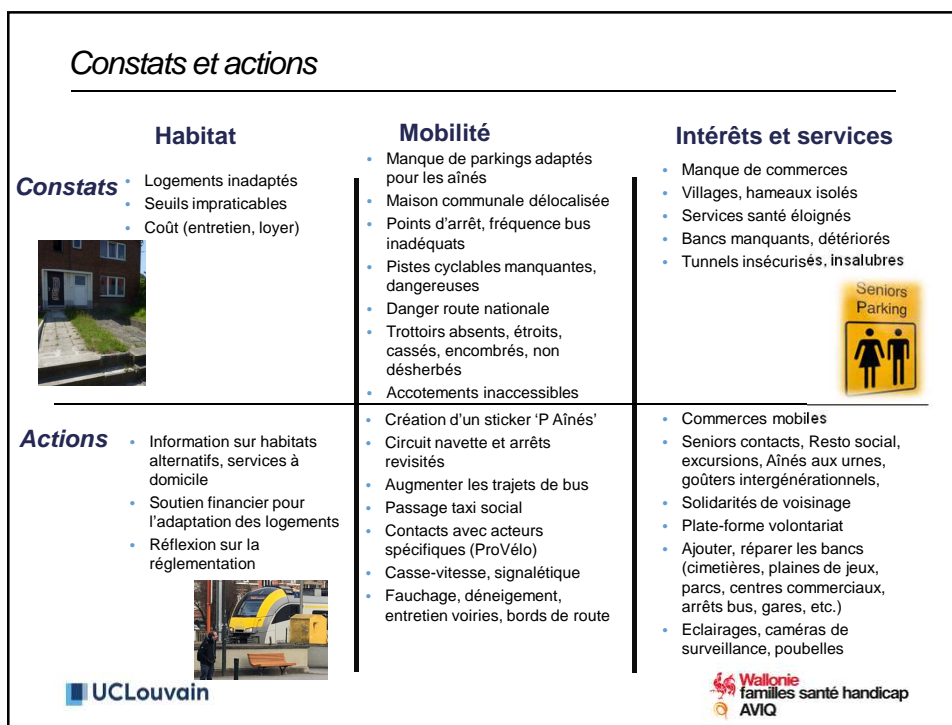 Constats et actions
Habitat
Mobilité
Intérêts et services
Constats
• Logements inadaptés
• Seuils impraticables
• Coût (entretien, loyer)
• Manque de parkings adaptés
pour les aînés
• Maison communale délocalisée
• Points d'arrêt, fréquence bus
inadéquats
• Pistes cyclables manquantes,
dangereuses
• Danger route nationale
• Trottoirs absents, étroits,
cassés, encombrés, non
désherbés
• Accotements inaccessibles
• Manque de commerces
• Villages, hameaux isolés
• Services santé éloignés
• Bancs manquants, détériorés
• Tunnels insécurisés, insalubres
Seniors
Parking
Actions
• Information sur habitats
alternatifs, services à
domicile
• Soutien financier pour
l'adaptation des logements
• Réflexion sur la
réglementation
• Création d'un sticker 'P Aînés'
• Circuit navette et arrêts
revisités
• Augmenter les trajets de bus
• Passage taxi social
• Contacts avec acteurs
spécifiques (ProVélo)
• Casse-vitesse, signalétique
• Fauchage, déneigement,
entretien voiries, bords de route
• Commerces mobiles
• Seniors contacts, Resto social,
excursions, Aînés aux urnes,
goûters intergénérationnels,
• Solidarités de voisinage
• Plate-forme volontariat
• Ajouter, réparer les bancs
(cimetières, plaines de jeux,
parcs, centres commerciaux,
arrêts bus, gares, etc.)
• Eclairages, caméras de
surveillance, poubelles
UCLouvain
Wallonie
familles santé handicap
AVIQ